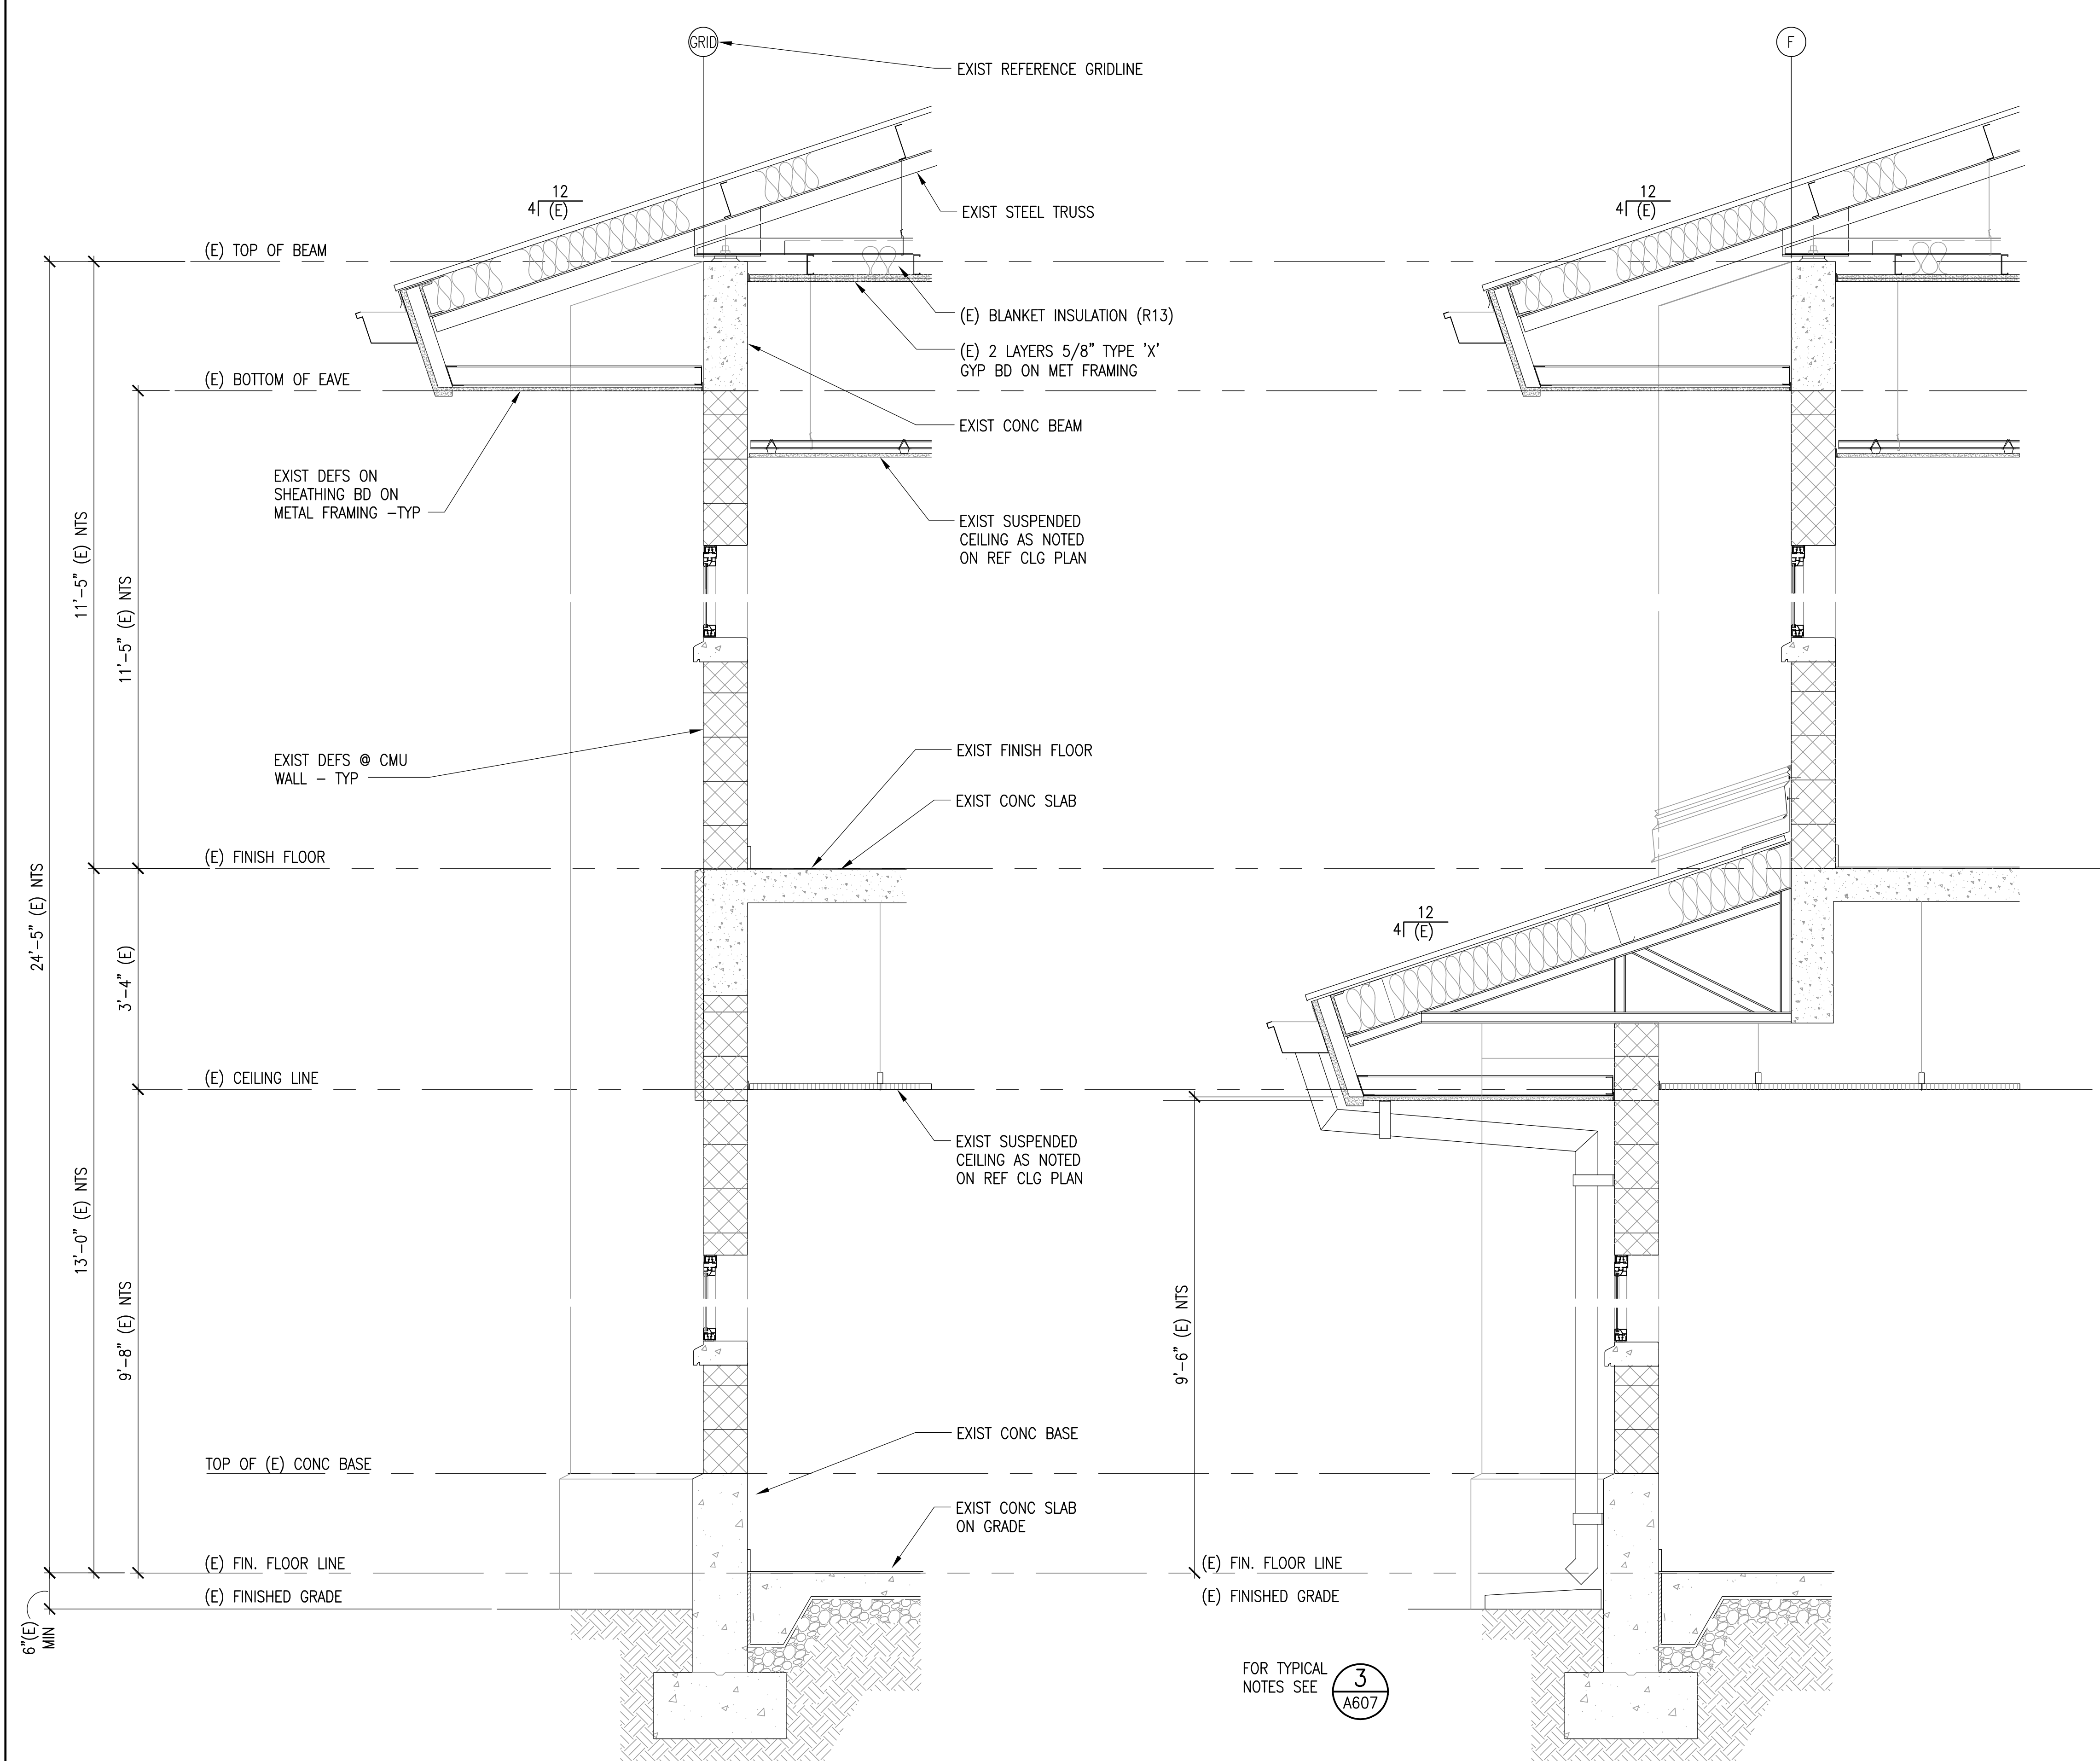 GRID
EXIST REFERENCE GRIDLINE
F
12
4 (E)
EXIST STEEL TRUSS
12
4 (E)
(E) TOP OF BEAM
(E) BLANKET INSULATION (R13)
(E) 2 LAYERS 5/8" TYPE 'X'
GYP BD ON MET FRAMING
(E) BOTTOM OF EAVE
EXIST CONC BEAM
EXIST DEFS ON
SHEATHING BD ON
METAL FRAMING -TYP
EXIST SUSPENDED
CEILING AS NOTED
ON REF CLG PLAN
11'-5" (E) NTS
11'-5" (E) NTS
EXIST DEFS @ CMU
WALL - TYP
EXIST FINISH FLOOR
EXIST CONC SLAB
(E) FINISH FLOOR
24'-5" (E) NTS
3'-4" (E)
12
4 (E)
(E) CEILING LINE
EXIST SUSPENDED
CEILING AS NOTED
ON REF CLG PLAN
13'-0" (E) NTS
9'-8" (E) NTS
9'-6" (E) NTS
EXIST CONC BASE
TOP OF (E) CONC BASE
EXIST CONC SLAB
ON GRADE
(E) FIN. FLOOR LINE
(E) FINISHED GRADE
(E) FIN. FLOOR LINE
(E) FINISHED GRADE
6"(E)
MIN
FOR TYPICAL
NOTES SEE
3
A607